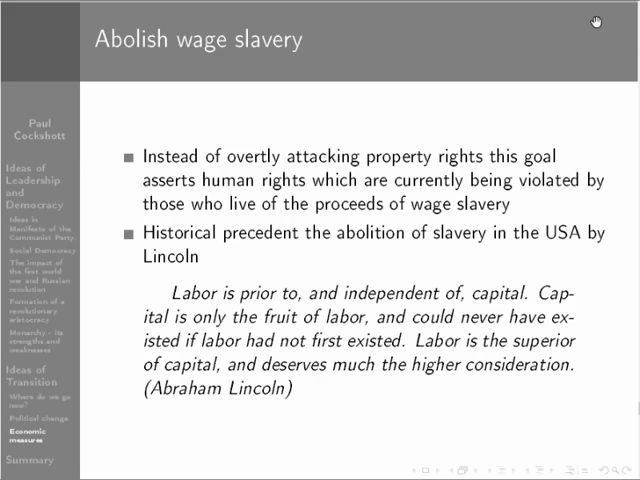 Abolish wage slavery
Paul
Cockshott
Ideas of
Leadership
and
Democracy
Ideas in
Manifesto of the
Communist Party
Social Democracy
The impact of
the first world
war and Russian
revolution
Formation of a
revolutionary
aristocracy
Monarchy - its
strengths and
weaknesses
Ideas of
Transition
Where do we go
now?
Political change
Economic
measures
Summary
Instead of overtly attacking property rights this goal
asserts human rights which are currently being violated by
those who live of the proceeds of wage slavery
Historical precedent the abolition of slavery in the USA by
Lincoln
Labor is prior to, and independent of, capital. Cap-
ital is only the fruit of labor, and could never have ex-
isted if labor had not first existed. Labor is the superior
of capital, and deserves much the higher consideration.
(Abraham Lincoln)